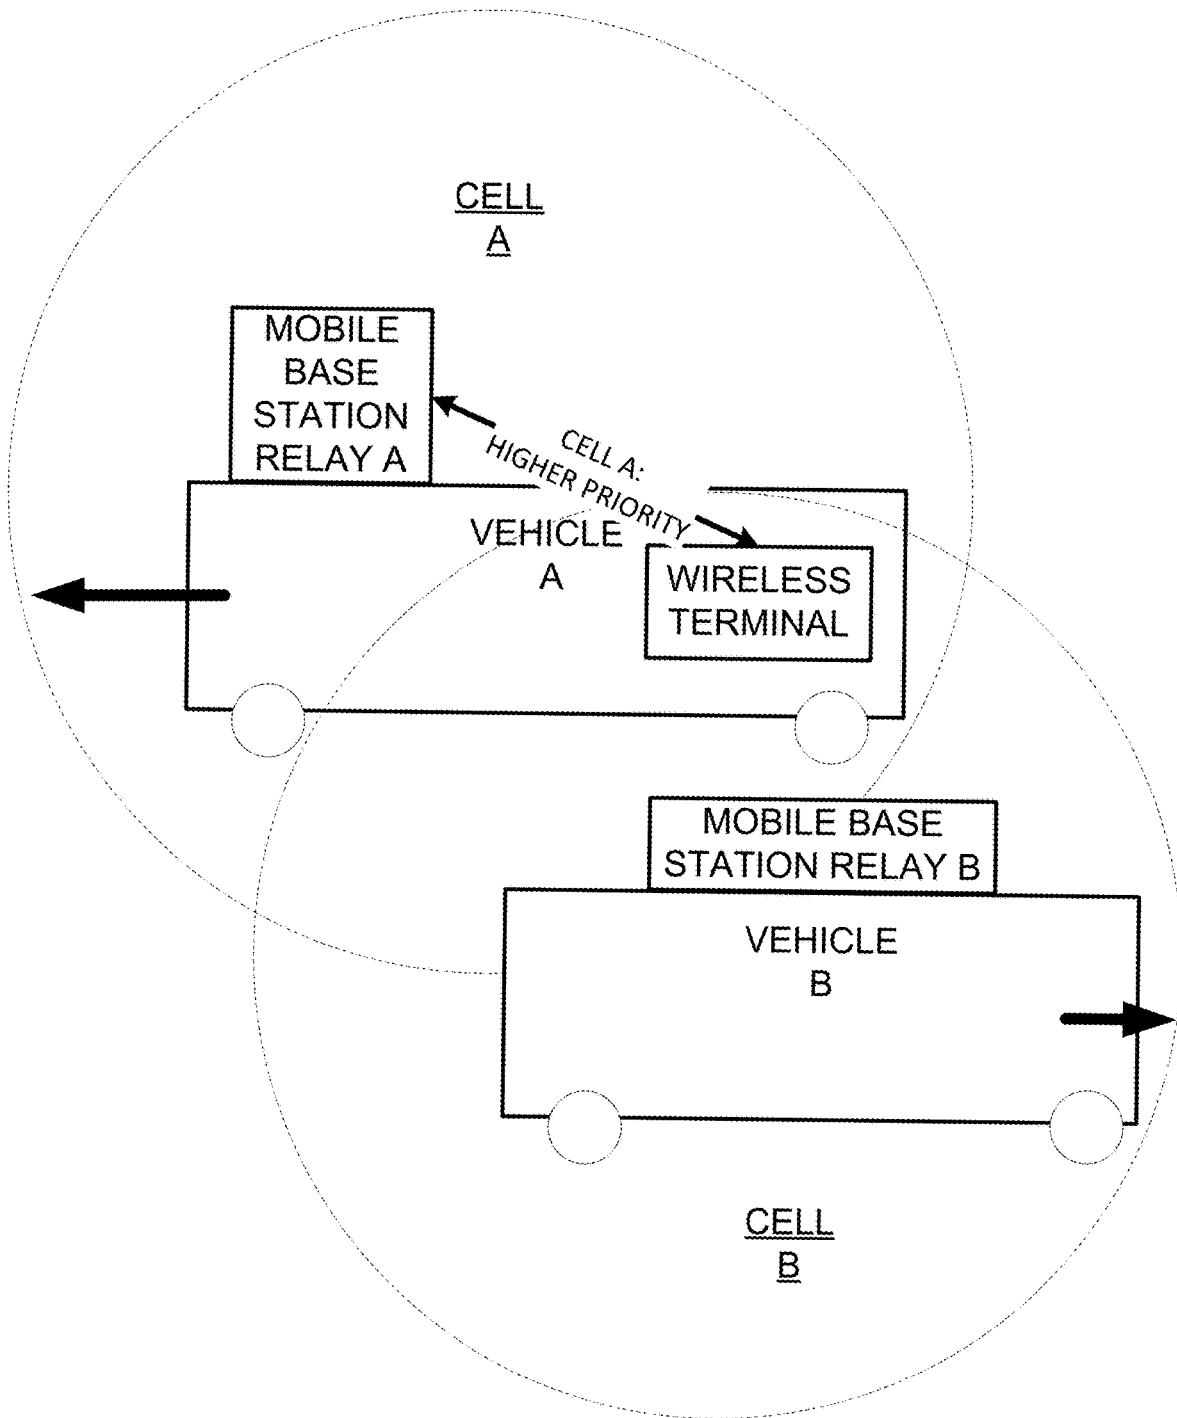 CELL
A
MOBILE
BASE
STATION
RELAY A
CELL A:
HIGHER PRIORITY
VEHICLE
A
WIRELESS
TERMINAL
MOBILE BASE
STATION RELAY B
VEHICLE
B
CELL
B